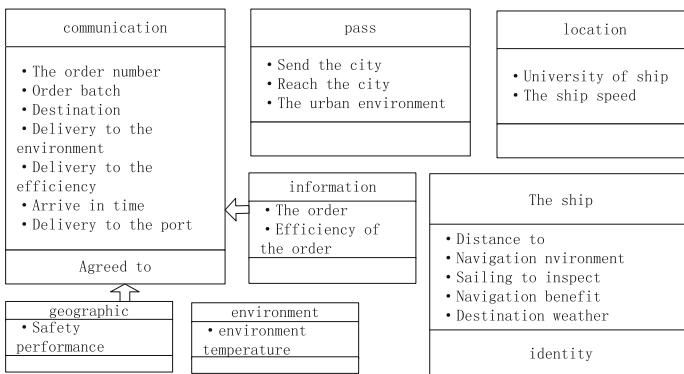 communication
• The order number
• Order batch
• Destination
• Delivery to the
environment
• Delivery to the
efficiency
• Arrive in time
• Delivery to the port
Agreed to
pass
• Send the city
• Reach the city
• The urban environment
location
• University of ship
• The ship speed
information
• The order
• Efficiency of
the order
The ship
• Distance to
• Navigation nvironment
• Sailing to inspect
• Navigation benefit
• Destination weather
identity
geographic
• Safety
performance
environment
• environment
temperature